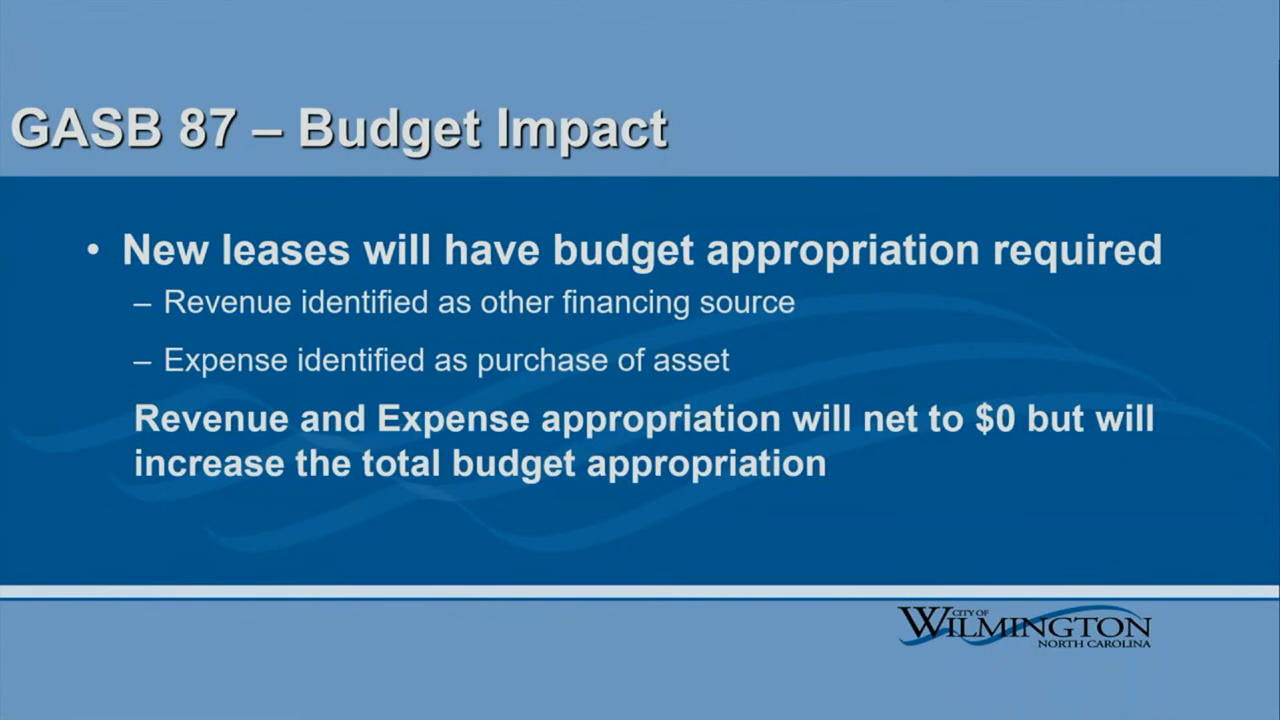 GASB 87 – Budget Impact
• New leases will have budget appropriation required
– Revenue identified as other financing source
– Expense identified as purchase of asset
Revenue and Expense appropriation will net to $0 but will
increase the total budget appropriation
CITY OF
WILMINGTON
NORTH CAROLINA